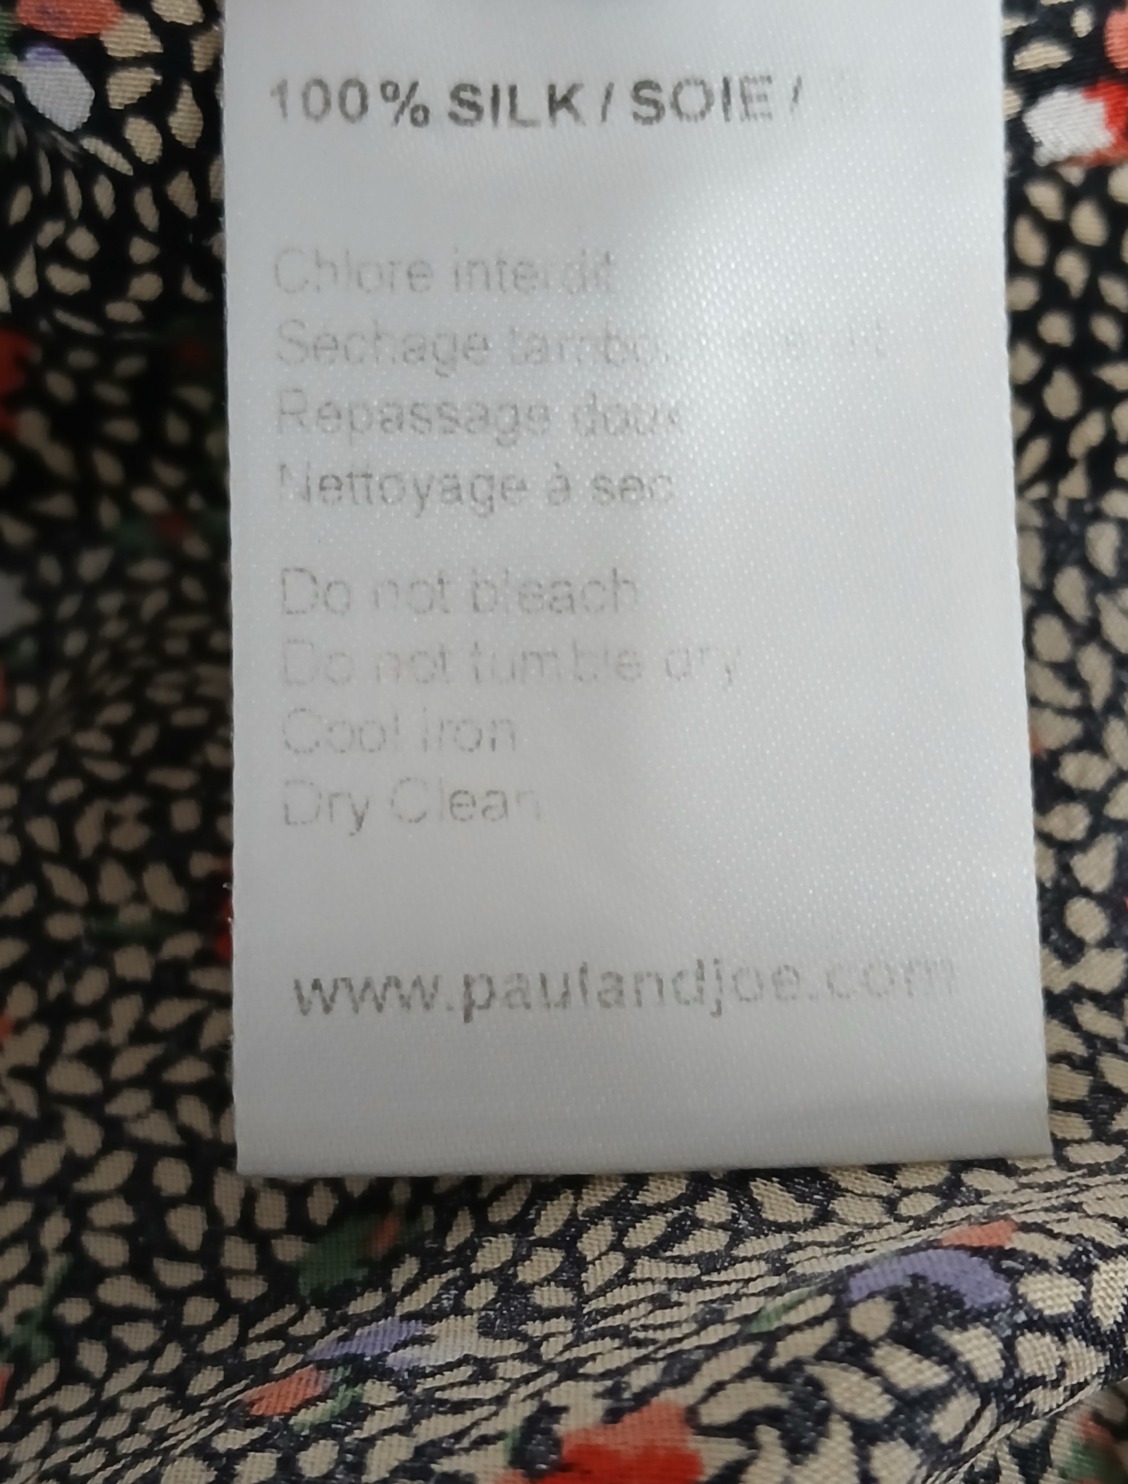 100% SILK / SOIE /
Chlore interdit
Séchage
Repassage doux
Nettoyage à sec
Do not bleach
Do not tumble dry
Cool iron
Dry Clean
www.paulandjoe.com